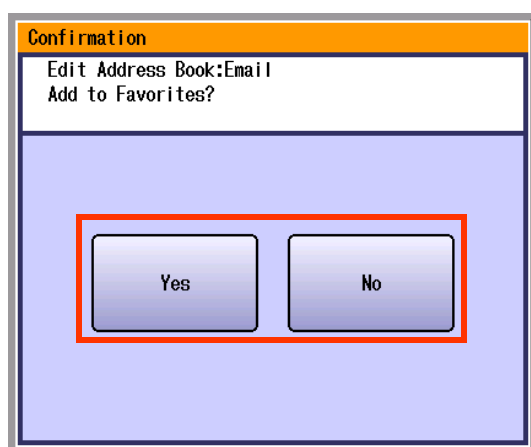 Confirmation
Edit Address Book:Email
Add to Favorites?
Yes No